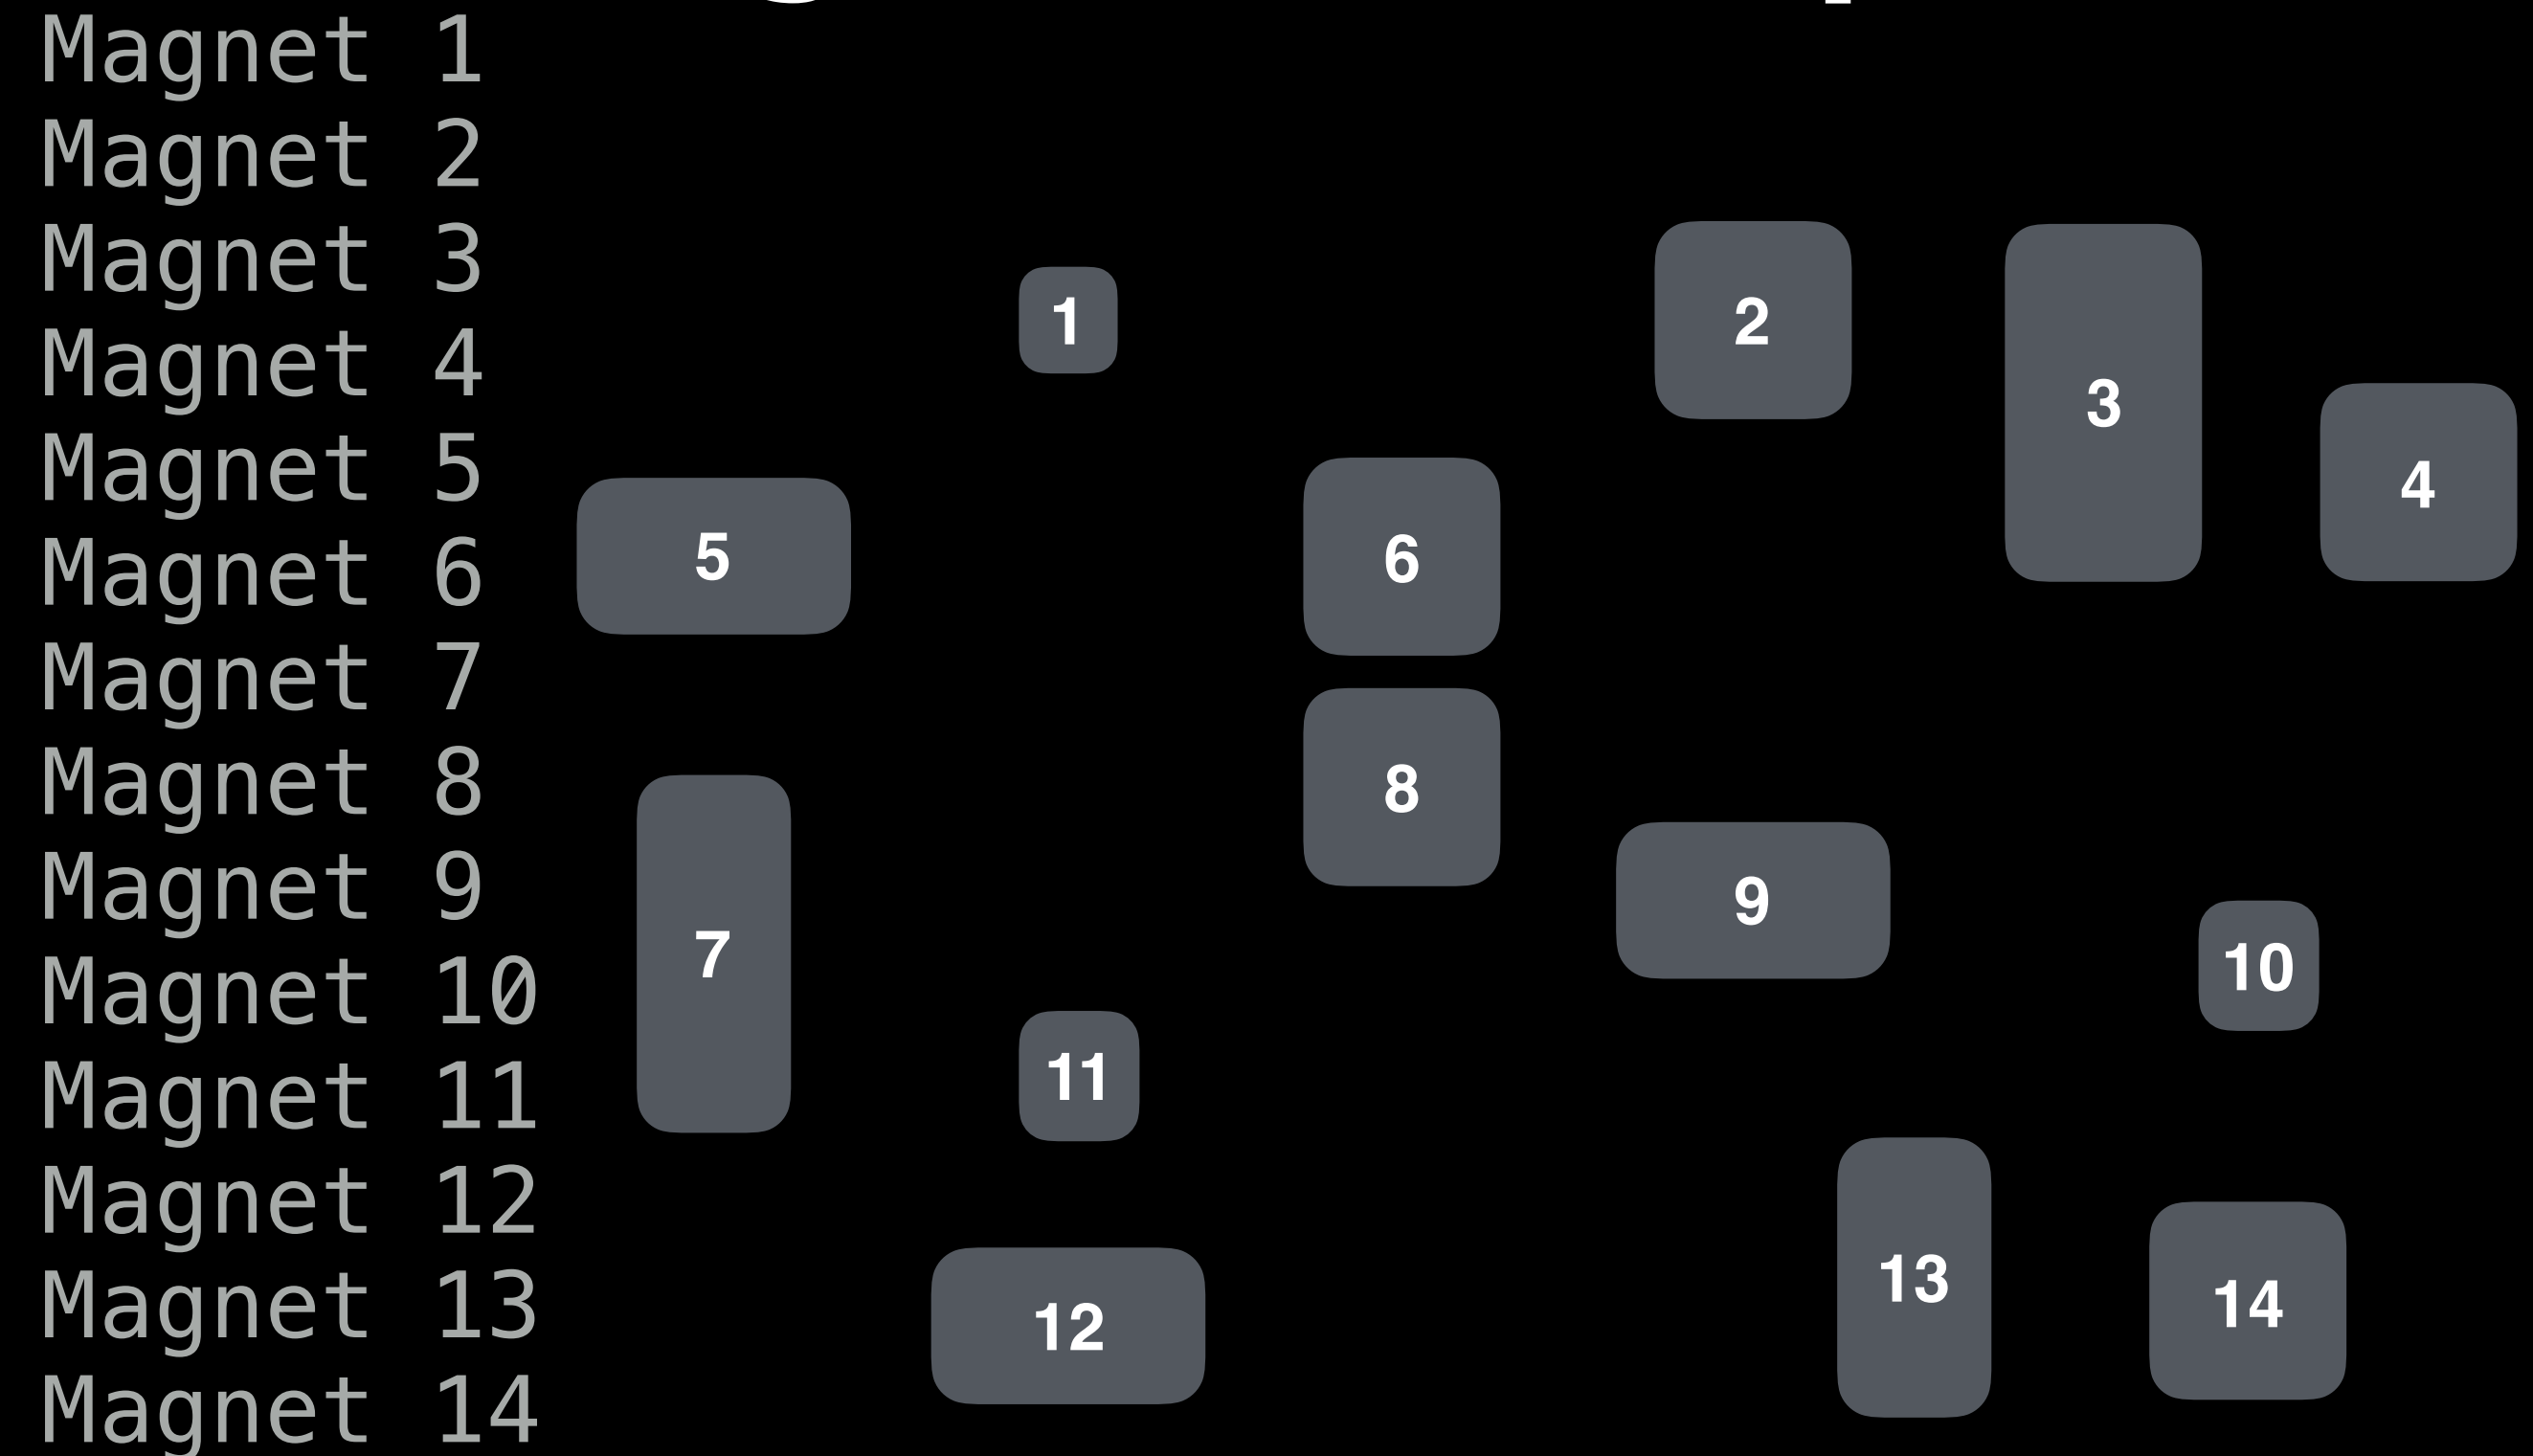 Magnet 1
Magnet 2
Magnet 3
Magnet 4
Magnet 5
Magnet 6
Magnet 7
Magnet 8
Magnet 9
Magnet 10
Magnet 11
Magnet 12
Magnet 13
Magnet 14
1
2
3
4
5
6
7
8
9
10
11
12
13
14